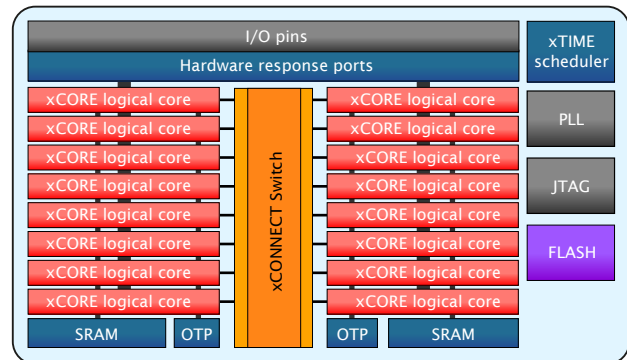 I/O pins
Hardware response ports
xTIME
scheduler
xCORE logical core
xCORE logical core
xCORE logical core
xCORE logical core
xCORE logical core
xCORE logical core
xCORE logical core
xCORE logical core
SRAM
OTP
xCONNECT Switch
xCORE logical core
xCORE logical core
xCORE logical core
xCORE logical core
xCORE logical core
xCORE logical core
xCORE logical core
xCORE logical core
OTP
SRAM
PLL
JTAG
FLASH